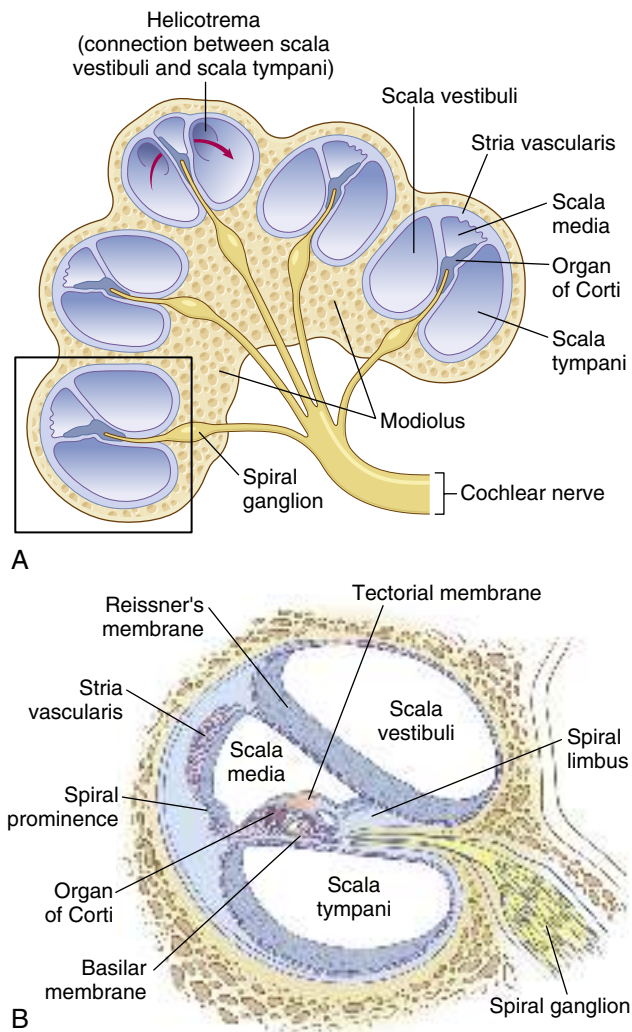 Helicotrema
(connection between scala
vestibuli and scala tympani)
Scala vestibuli
Stria vascularis
Scala
media
Organ
of Corti
Scala
tympani
Modiolus
Spiral
ganglion
Cochlear nerve
A
Tectorial membrane
Reissner's
membrane
Stria
vascularis
Scala
vestibuli
Scala
media
Spiral
limbus
Spiral
prominence
Organ
of Corti
Scala
tympani
Basilar
membrane
Spiral ganglion
B